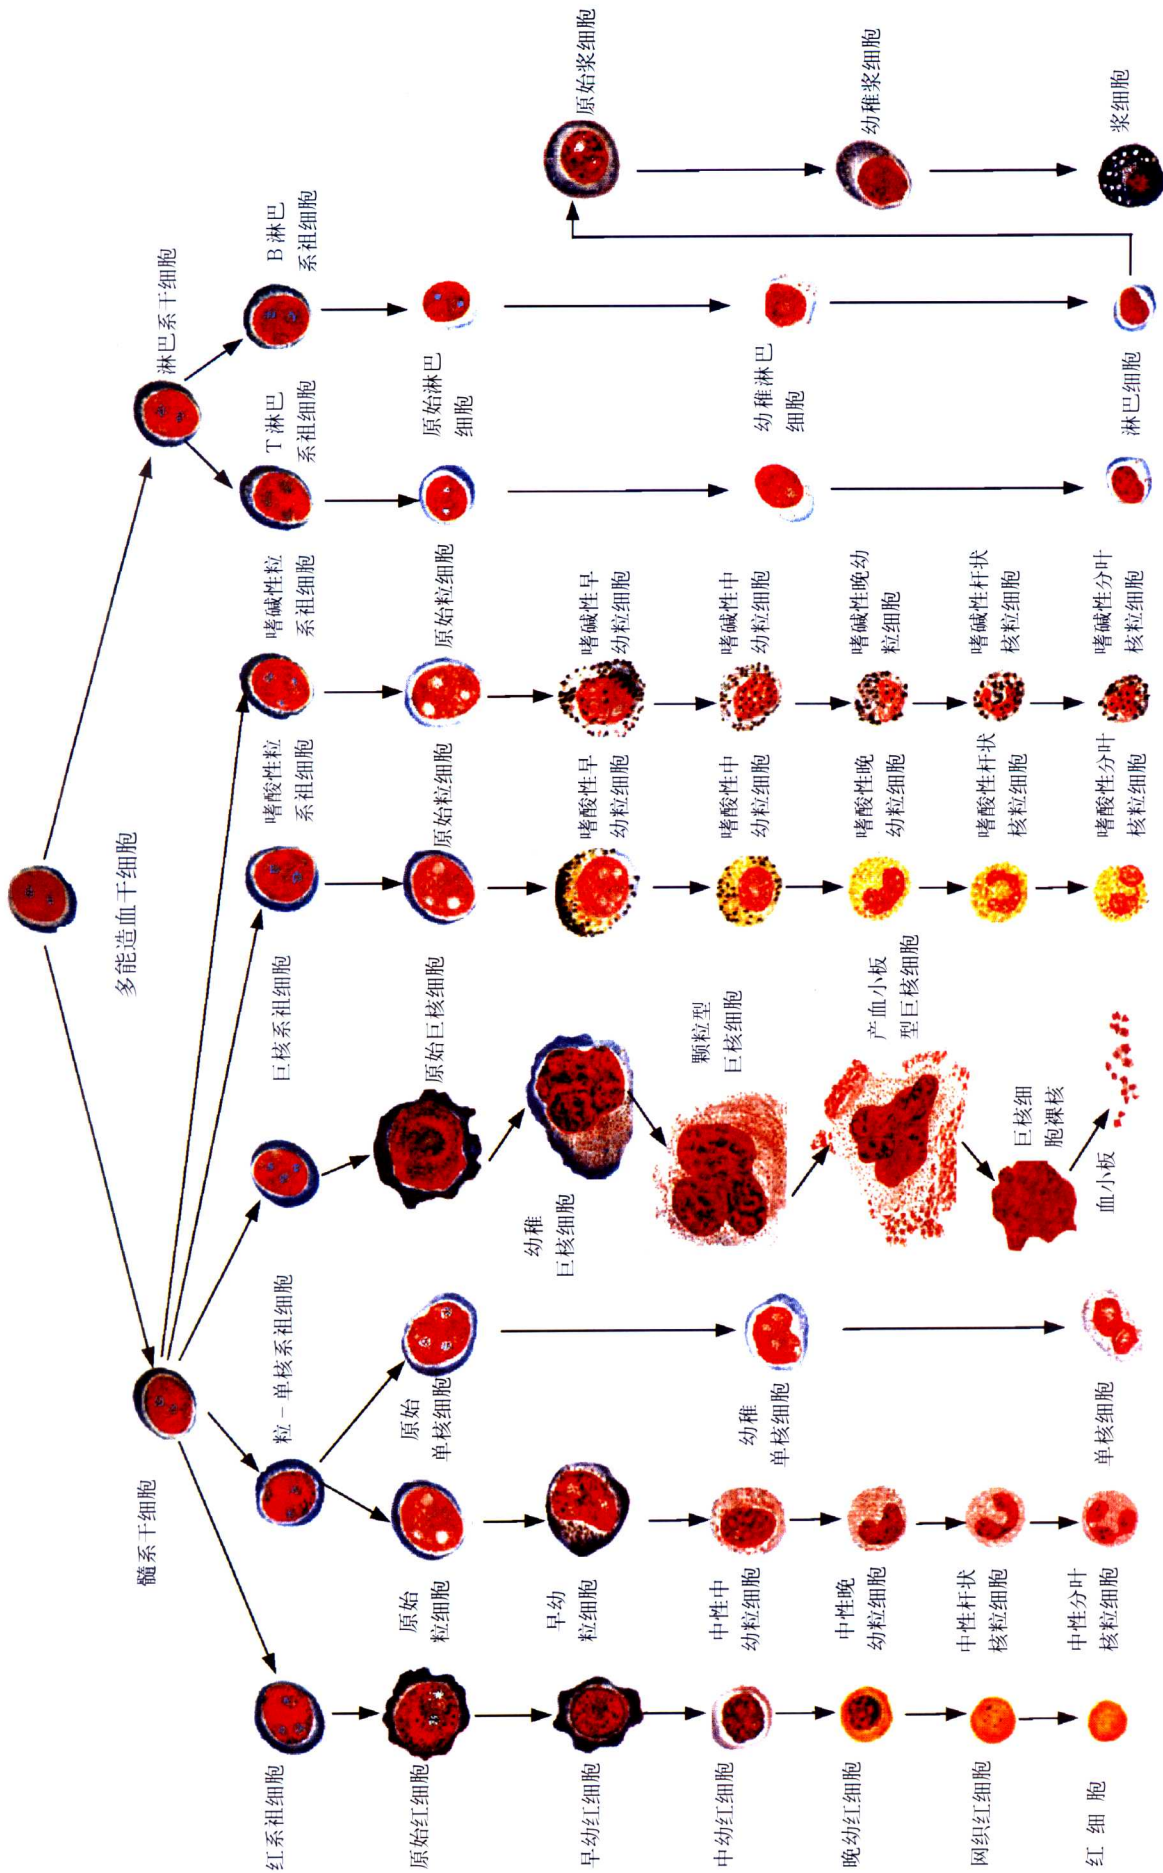 多能造血干细胞
髓系干细胞
淋巴系干细胞
红系祖细胞
粒-单核系祖细胞
巨核系祖细胞
嗜酸性粒
系祖细胞
嗜碱性粒
系祖细胞
T 淋巴
系祖细胞
B 淋巴
系祖细胞
原始红细胞
原始
粒细胞
原始
单核细胞
原始巨核细胞
原始粒细胞
原始粒细胞
原始淋巴
细胞
原始浆细胞
早幼红细胞
早幼
粒细胞
幼稚
巨核细胞
嗜酸性早
幼粒细胞
嗜碱性早
幼粒细胞
中幼红细胞
中性中
幼粒细胞
幼稚
单核细胞
颗粒型
巨核细胞
嗜酸性中
幼粒细胞
嗜碱性中
幼粒细胞
幼稚淋巴
细胞
幼稚浆细胞
晚幼红细胞
中性晚
幼粒细胞
产血小板
型巨核细胞
嗜酸性晚
幼粒细胞
嗜碱性晚幼
粒细胞
网织红细胞
中性杆状
核粒细胞
巨核细
胞裸核
嗜酸性杆状
核粒细胞
嗜碱性杆状
核粒细胞
红 细 胞
中性分叶
核粒细胞
单核细胞
血小板
嗜酸性分叶
核粒细胞
嗜碱性分叶
核粒细胞
淋巴细胞
浆细胞